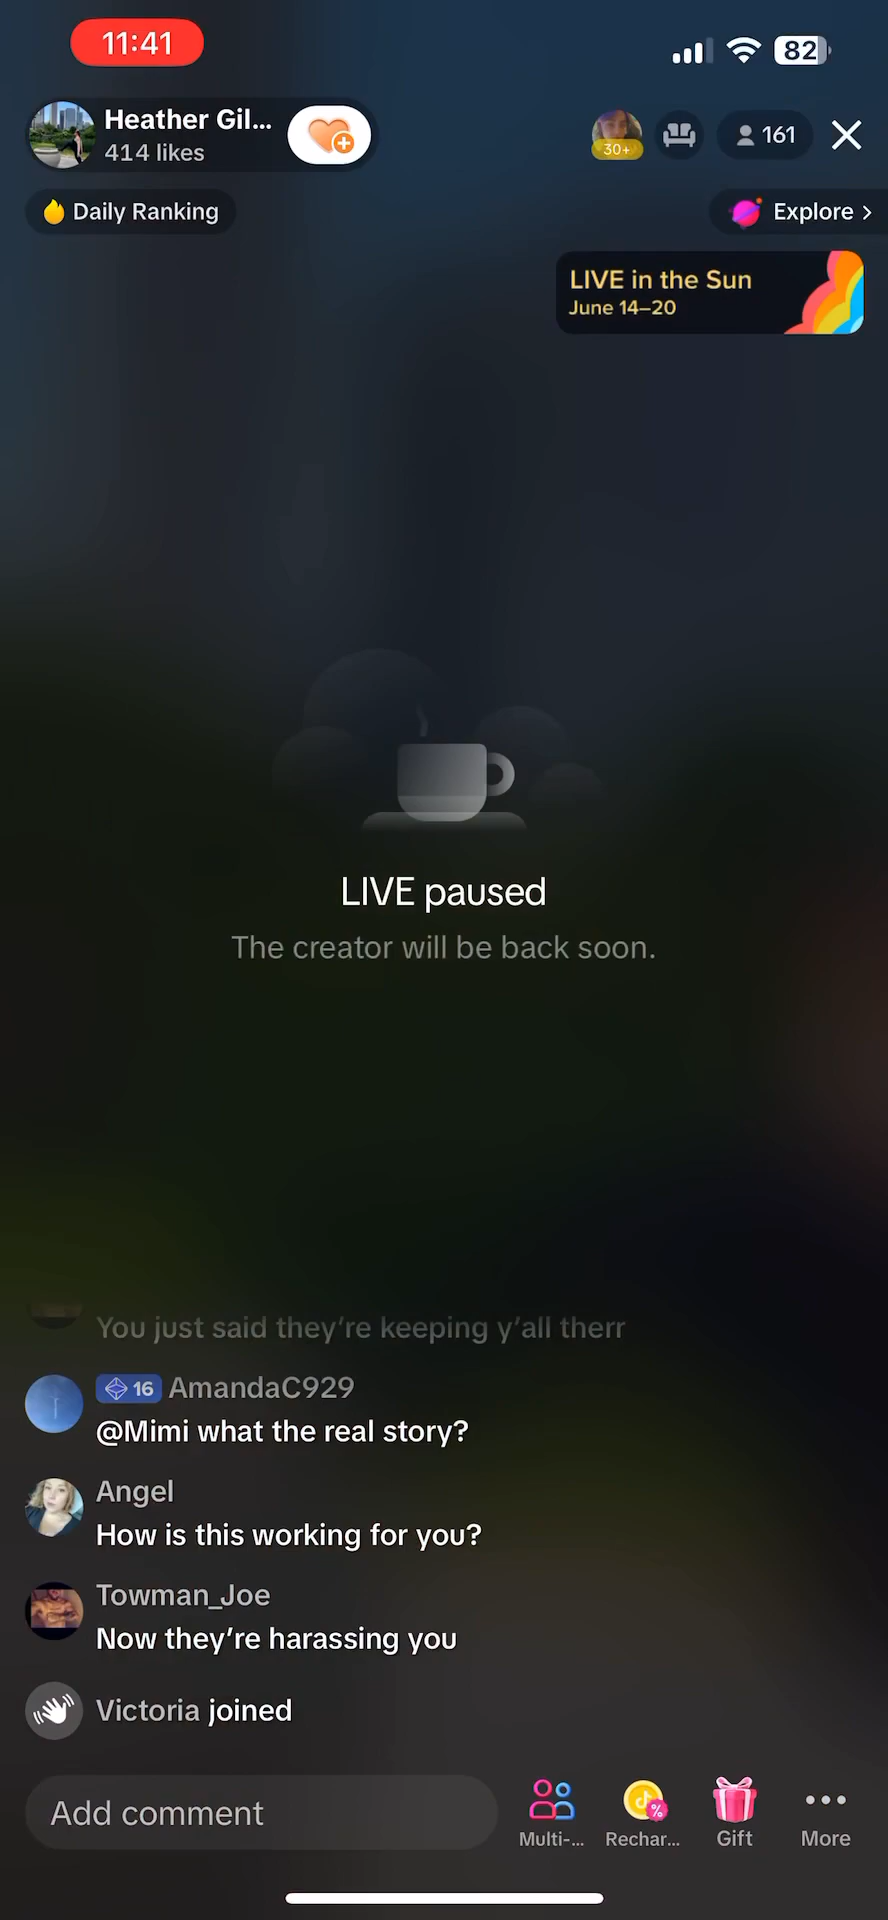 11:41
82
Heather Gil...
414 likes
30+
161
Daily Ranking
Explore >
LIVE in the Sun
June 14–20
LIVE paused
The creator will be back soon.
You just said they're keeping y'all therr
16 AmandaC929
@Mimi what the real story?
Angel
How is this working for you?
Towman_Joe
Now they're harassing you
Victoria joined
Add comment
Multi-...
Rechar...
Gift
More